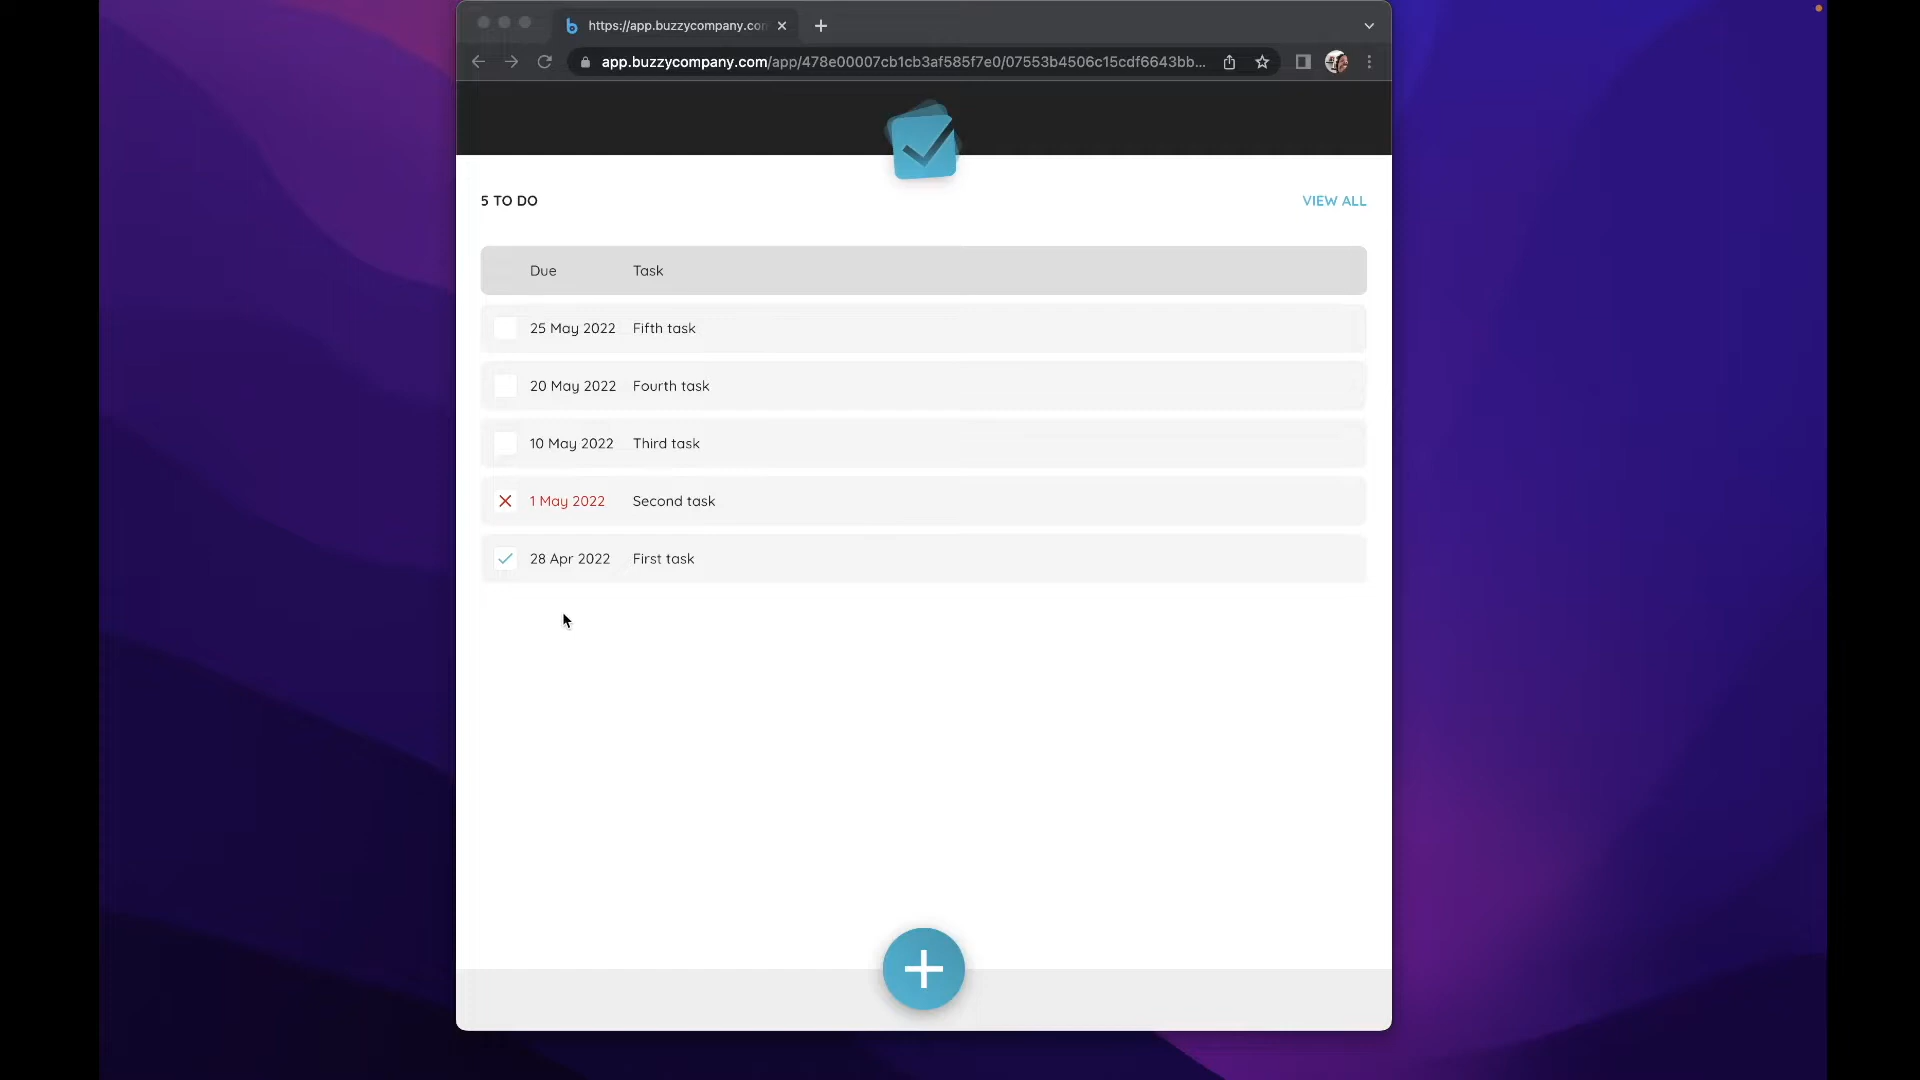 https://app.buzzycompany.con
app.buzzycompany.com/app/478e00007cb1cb3af585f7e0/07553b4506c15cdf6643bb...
5 TO DO
VIEW ALL
Due Task
25 May 2022 Fifth task
20 May 2022 Fourth task
10 May 2022 Third task
1 May 2022 Second task
28 Apr 2022 First task